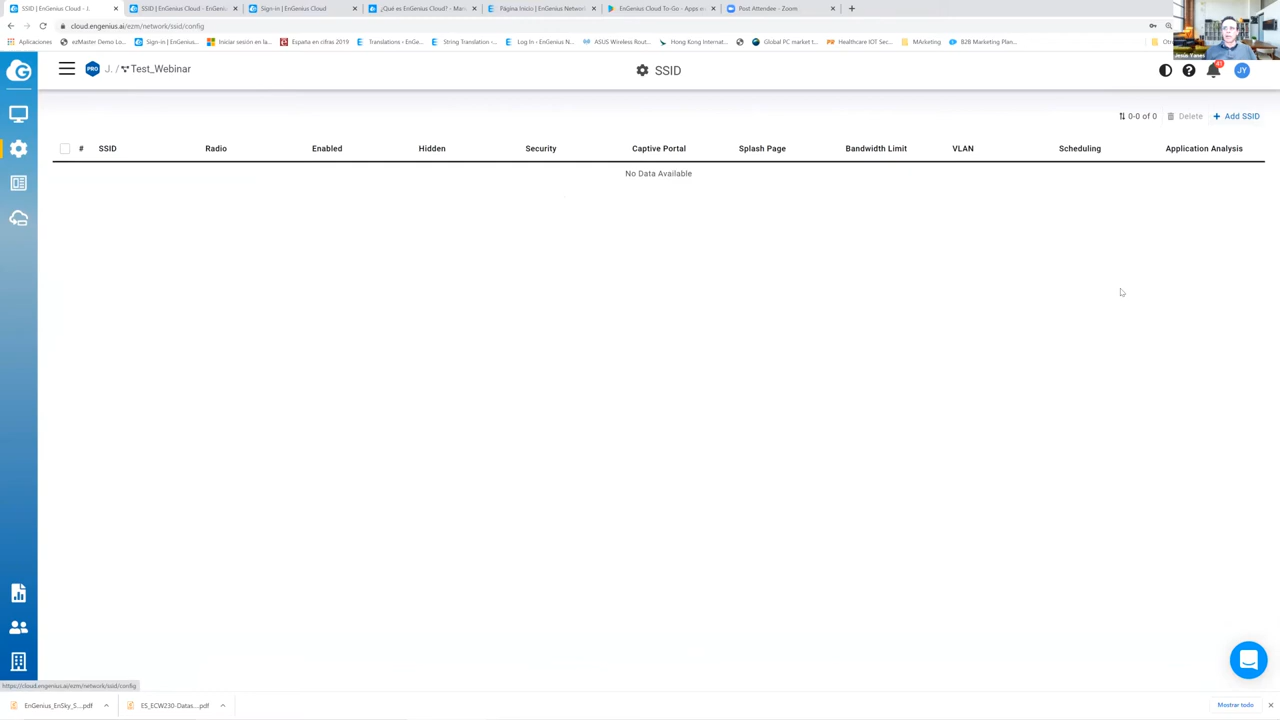 SSID | EnGenius Cloud - J.
SSID | EnGenius Cloud - EnGeni
Sign-in | EnGenius Cloud
¿Qué es EnGenius Cloud? - Man
Página Inicio | EnGenius Network
EnGenius Cloud To-Go - Apps e
Post Attendee - Zoom
cloud.engenius.ai/ezm/network/ssid/config
Aplicaciones
ezMaster Demo Lo...
Sign-in | EnGenius...
Iniciar sesión en la...
España en cifras 2019
Translations ‹ EnGe...
String Translation ‹...
Log In ‹ EnGenius N...
ASUS Wireless Rout...
Hong Kong Internat...
Global PC market t...
Healthcare IOT Sec...
MArketing
B2B Marketing Plan...
Jesús Yanes
PRO J. / Test_Webinar
SSID
JY
0-0 of 0 Delete + Add SSID
# SSID Radio Enabled Hidden Security Captive Portal Splash Page Bandwidth Limit VLAN Scheduling Application Analysis
No Data Available
https://cloud.engenius.ai/ezm/network/ssid/config
EnGenius_EnSky_S....pdf
ES_ECW230-Datas....pdf
Mostrar todo